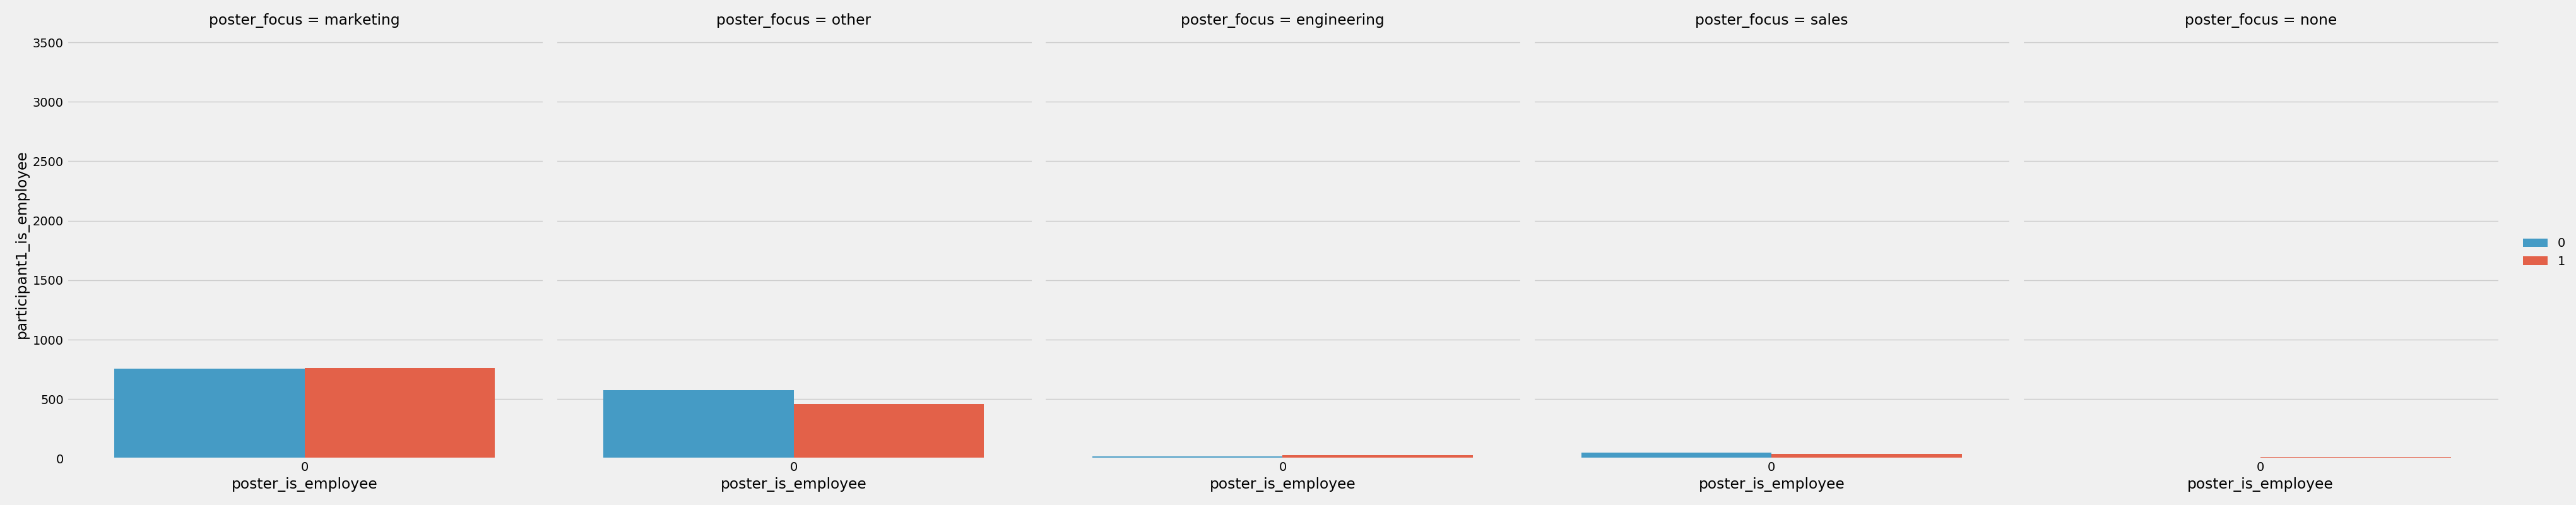 poster_focus = marketing
poster_focus = other
poster_focus = engineering
poster_focus = sales
poster_focus = none
3500
3000
2500
2000
1500
1000
500
0
participant1_is_employee
0
0
0
0
0
poster_is_employee
poster_is_employee
poster_is_employee
poster_is_employee
poster_is_employee
0
1